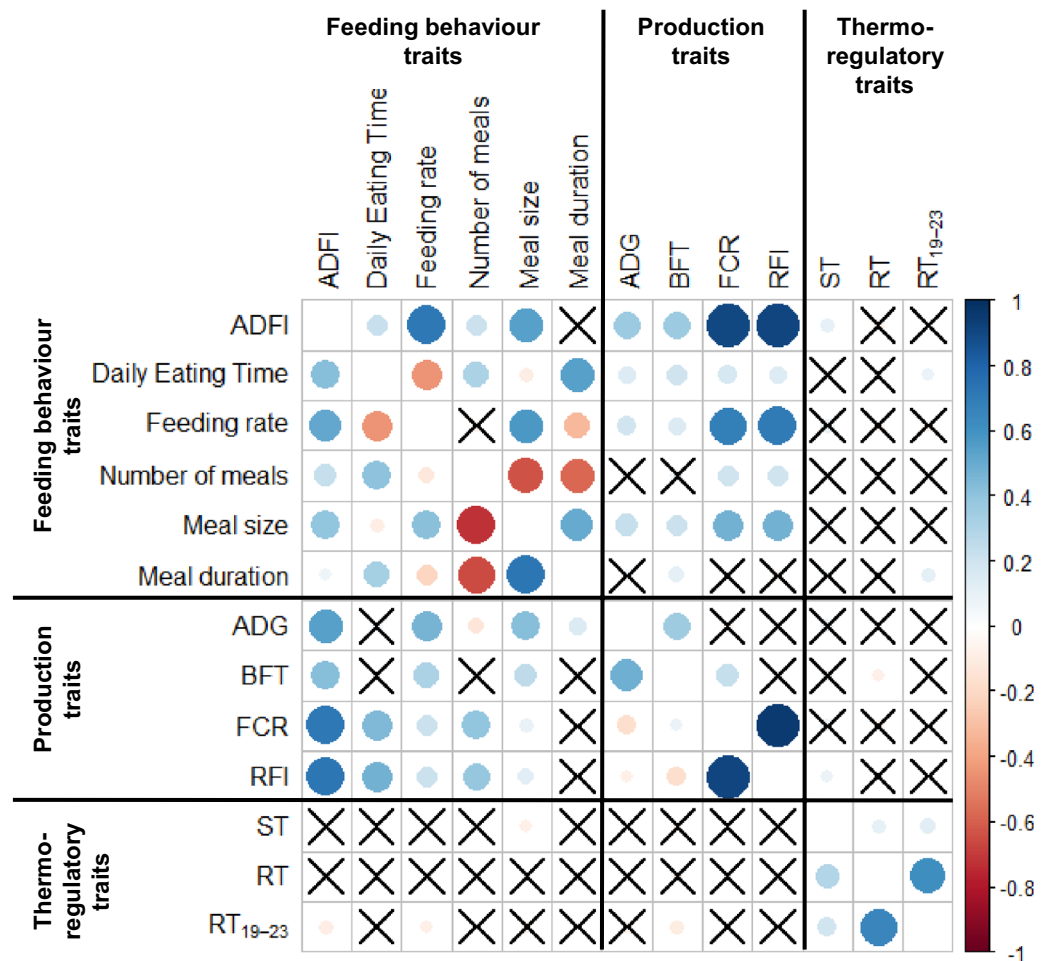 Feeding behaviour
traits
Production
traits
Thermo-
regulatory
traits
ADFI
Daily Eating Time
Feeding rate
Number of meals
Meal size
Meal duration
ADG
BFT
FCR
RFI
ST
RT
RT19–23
Feeding behaviour
traits
ADFI
Daily Eating Time
Feeding rate
Number of meals
Meal size
Meal duration
Production
traits
ADG
BFT
FCR
RFI
Thermo-
regulatory
traits
ST
RT
RT19–23
1
0.8
0.6
0.4
0.2
0
-0.2
-0.4
-0.6
-0.8
-1